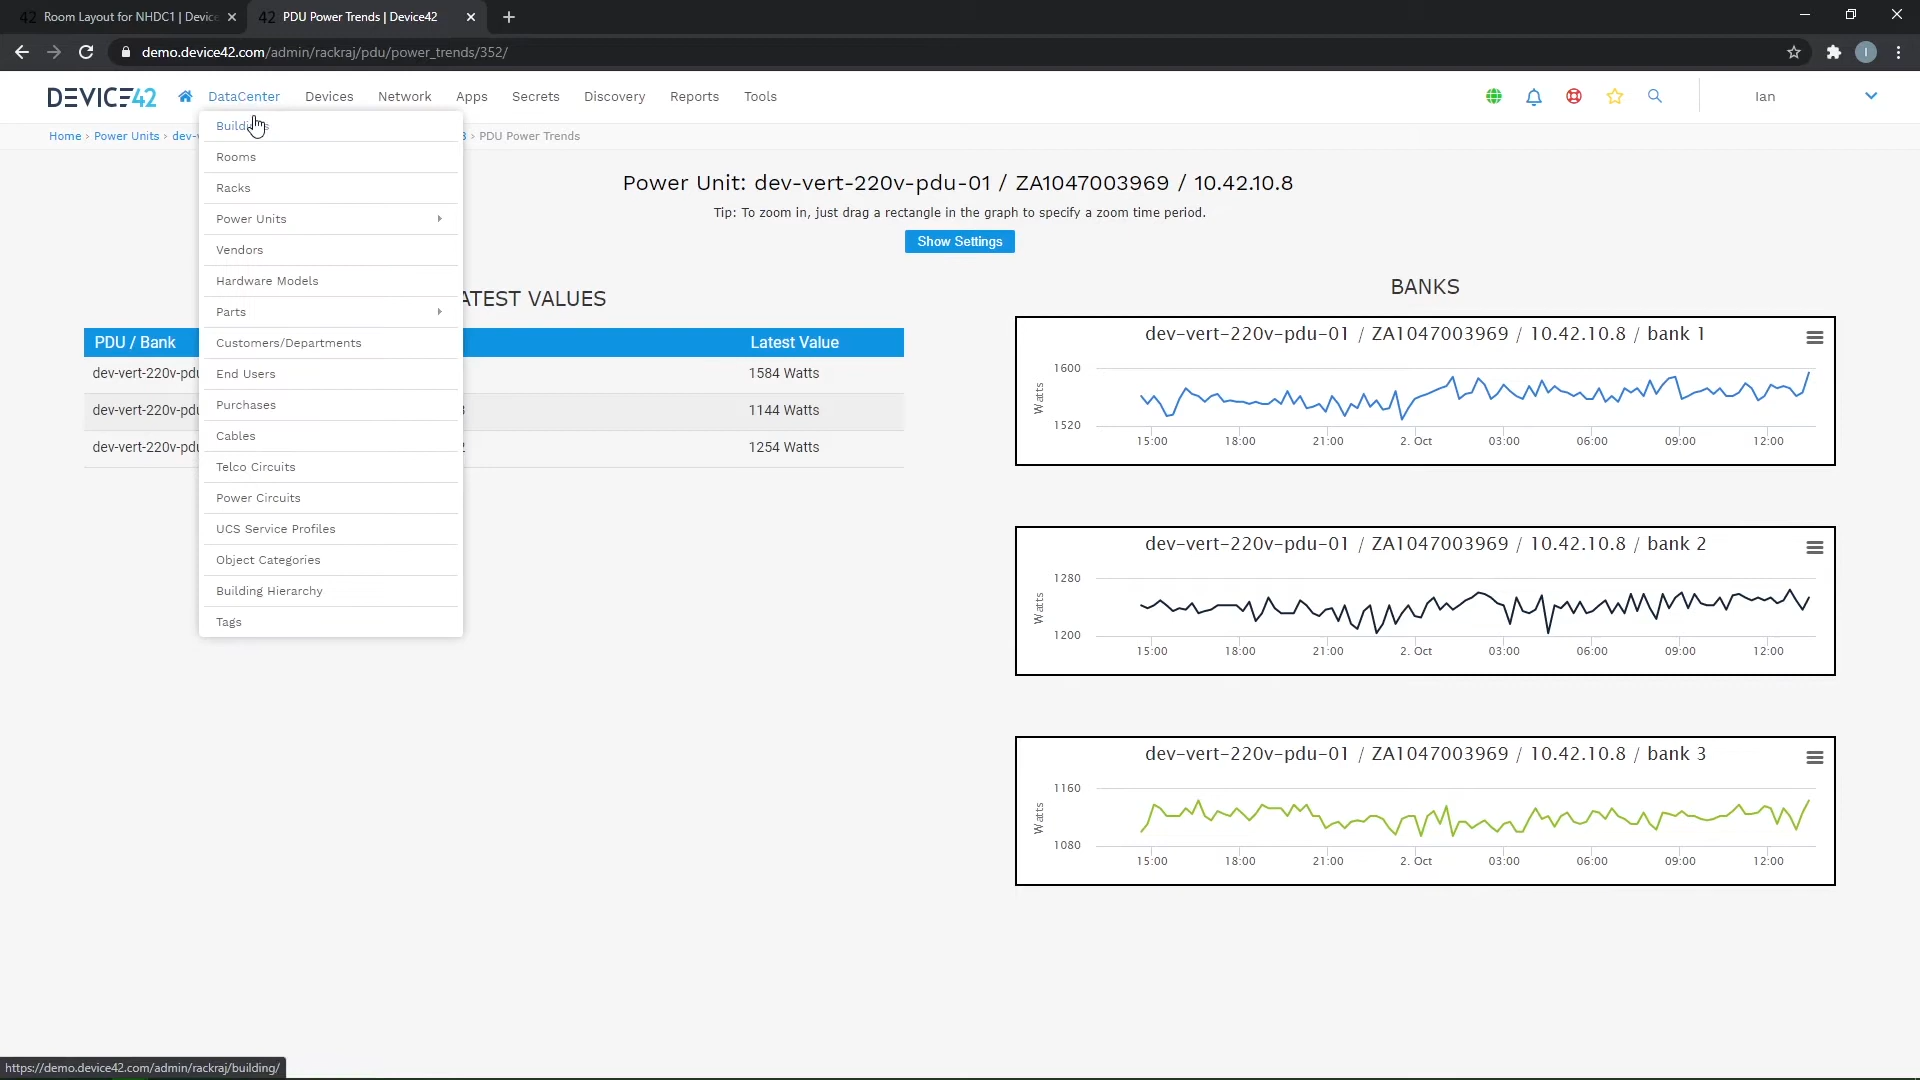 42 Room Layout for NHDC1 | Device
42 PDU Power Trends | Device42
demo.device42.com/admin/rackraj/pdu/power_trends/352/
I
DEVICE42
DataCenter
Devices
Network
Apps
Secrets
Discovery
Reports
Tools
Ian
Home › Power Units › dev-v
› PDU Power Trends
Buildings
Rooms
Racks
Power Units
Vendors
Hardware Models
Parts
Customers/Departments
End Users
Purchases
Cables
Telco Circuits
Power Circuits
UCS Service Profiles
Object Categories
Building Hierarchy
Tags
Power Unit: dev-vert-220v-pdu-01 / ZA1047003969 / 10.42.10.8
Tip: To zoom in, just drag a rectangle in the graph to specify a zoom time period.
Show Settings
ATEST VALUES
PDU / Bank Latest Value
dev-vert-220v-pdu 1584 Watts
dev-vert-220v-pdu 1144 Watts
dev-vert-220v-pdu 2 1254 Watts
BANKS
dev-vert-220v-pdu-01 / ZA1047003969 / 10.42.10.8 / bank 1
Watts
1600
1520
15:00 18:00 21:00 2. Oct 03:00 06:00 09:00 12:00
dev-vert-220v-pdu-01 / ZA1047003969 / 10.42.10.8 / bank 2
Watts
1280
1200
15:00 18:00 21:00 2. Oct 03:00 06:00 09:00 12:00
dev-vert-220v-pdu-01 / ZA1047003969 / 10.42.10.8 / bank 3
Watts
1160
1080
15:00 18:00 21:00 2. Oct 03:00 06:00 09:00 12:00
https://demo.device42.com/admin/rackraj/building/